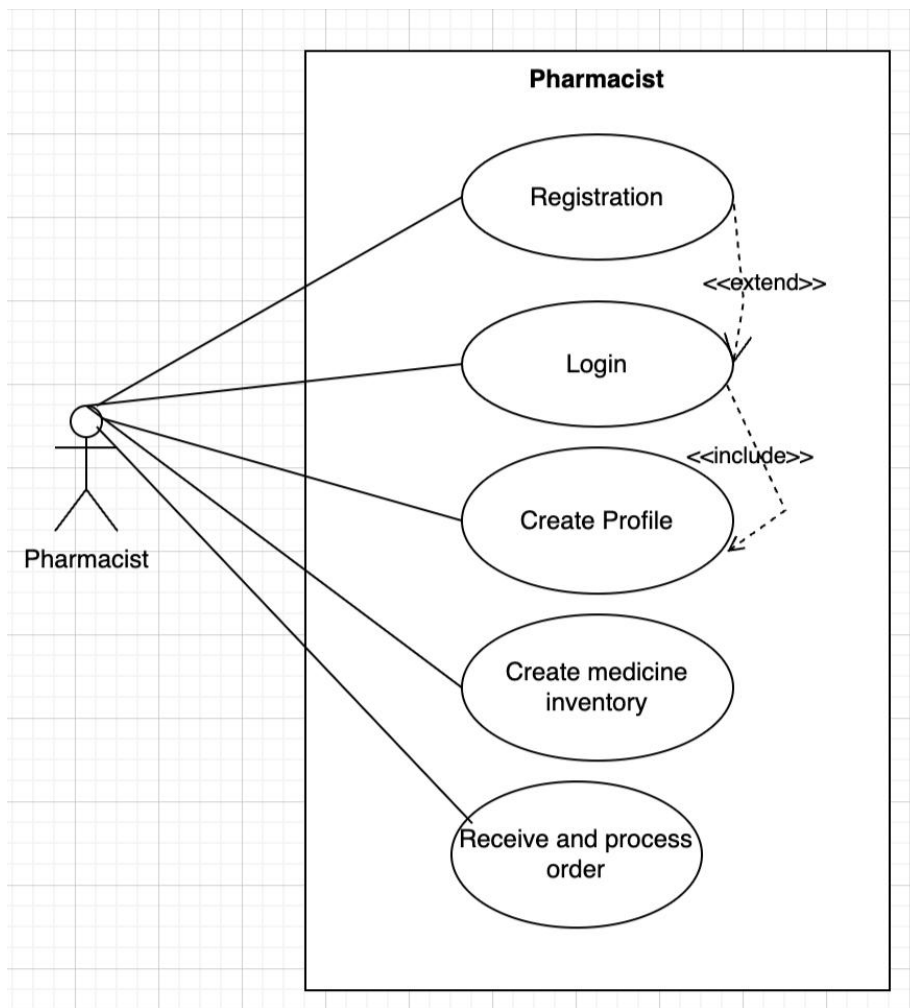 Pharmacist
Registration
<<extend>>
Login
<<include>>
Create Profile
Pharmacist
Create medicine
inventory
Receive and process
order